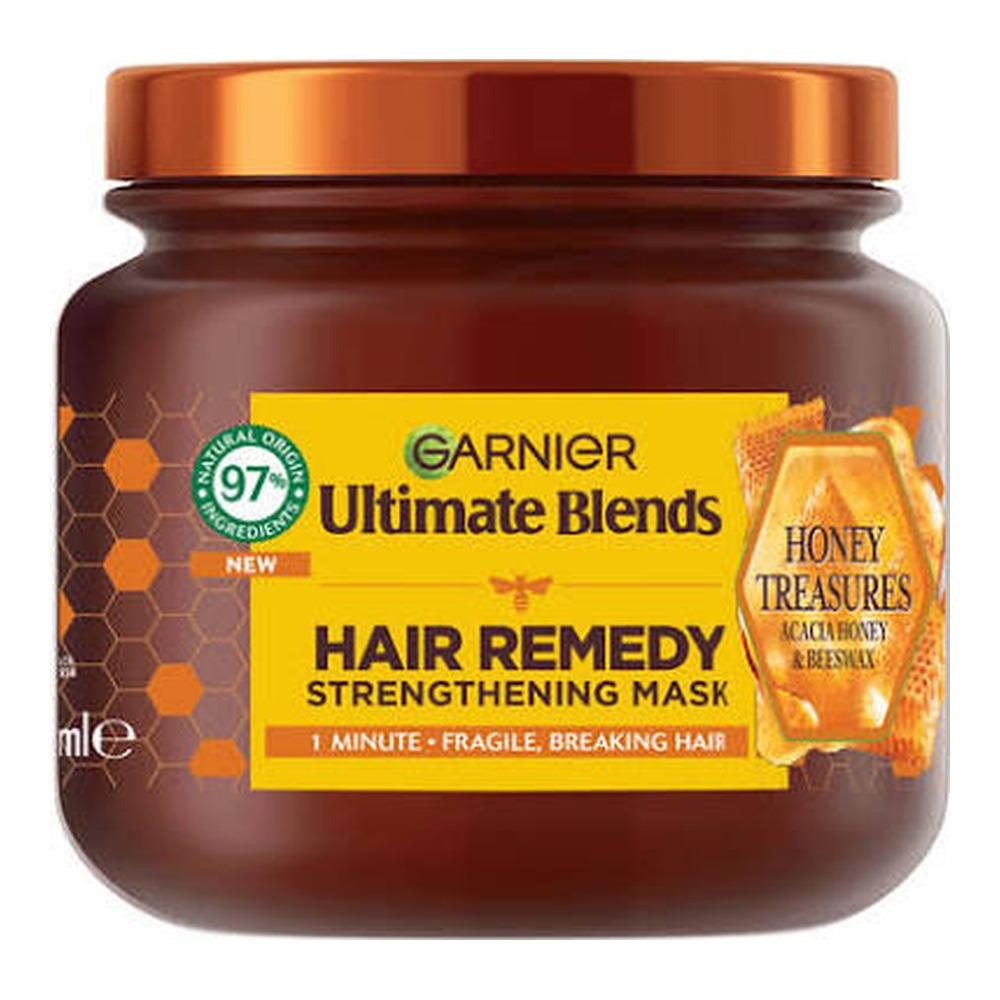 NATURAL ORIGIN
97%
INGREDIENTS
NEW
GARNIER
Ultimate Blends
HAIR REMEDY
STRENGTHENING MASK
1 MINUTE • FRAGILE, BREAKING HAIR
HONEY
TREASURES
ACACIA HONEY
& BEESWAX
ml e